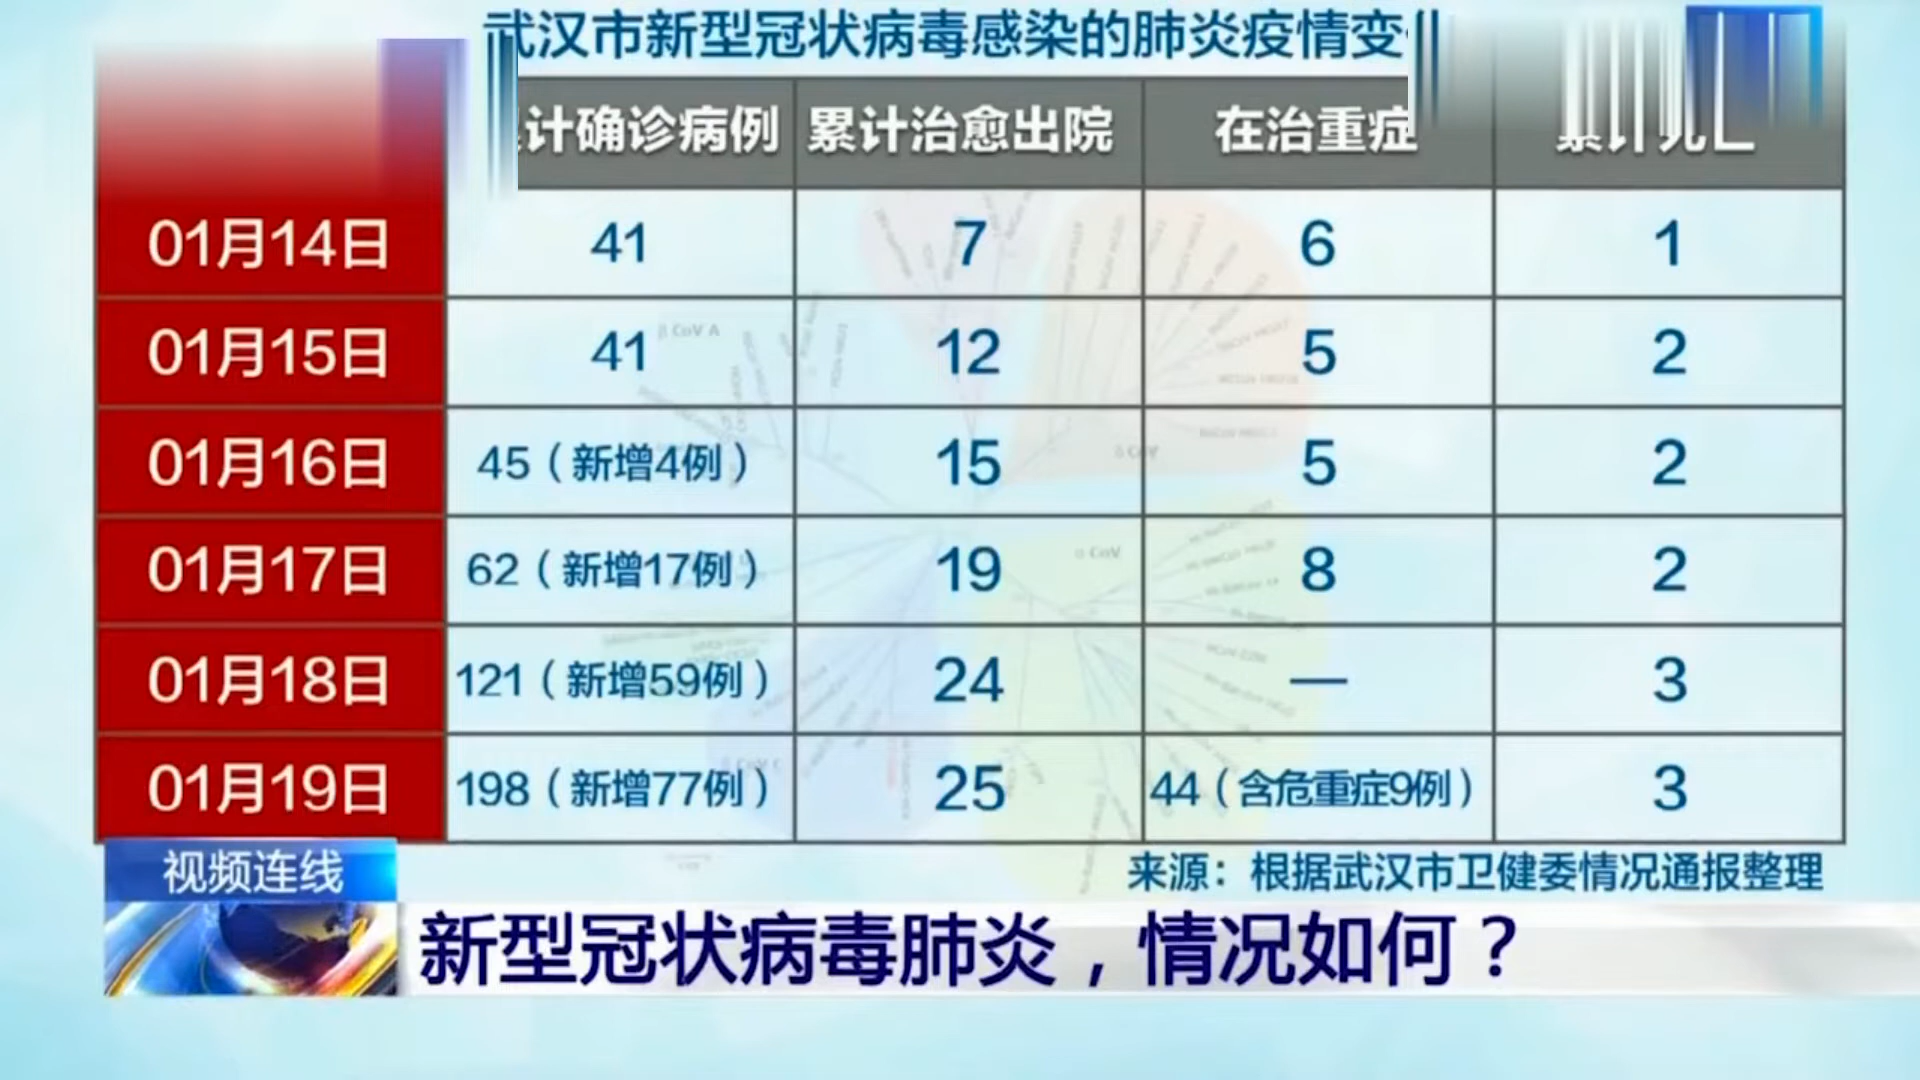 武汉市新型冠状病毒感染的肺炎疫情变
计确诊病例 累计治愈出院 在治重症 累计死亡
01月14日 41 7 6 1
01月15日 41 12 5 2
01月16日 45（新增4例） 15 5 2
01月17日 62（新增17例） 19 8 2
01月18日 121（新增59例） 24 — 3
01月19日 198（新增77例） 25 44（含危重症9例） 3
来源：根据武汉市卫健委情况通报整理
视频连线
新型冠状病毒肺炎，情况如何？
β CoV A